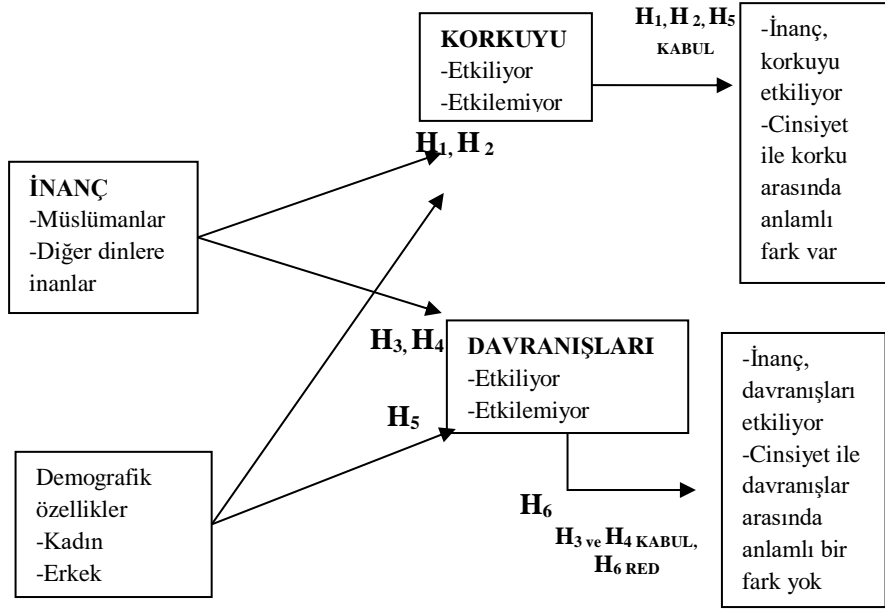 KORKUYU
-Etkiliyor
-Etkilemiyor
H1, H 2, H5
KABUL
-İnanç,
korkuyu
etkiliyor
-Cinsiyet
ile korku
arasında
anlamlı
fark var
H1, H 2
İNANÇ
-Müslümanlar
-Diğer dinlere
inanlar
H3, H4
DAVRANIŞLARI
-Etkiliyor
-Etkilemiyor
-İnanç,
davranışları
etkiliyor
-Cinsiyet ile
davranışlar
arasında
anlamlı bir
fark yok
H5
Demografik
özellikler
-Kadın
-Erkek
H6
H3 ve H4 KABUL,
H6 RED